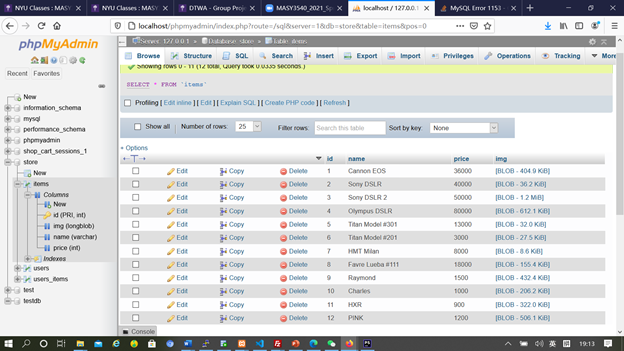 NYU Classes : MASY
NYU Classes : MASY
DTWA - Group Proje
MASY3540_2021_Sp
localhost / 127.0.0.1
MySQL Error 1153 -
localhost/phpmyadmin/index.php?route=/sql&server=1&db=store&table=items&pos=0
phpMyAdmin
Recent Favorites
New
information_schema
mysql
performance_schema
phpmyadmin
shop_cart_sessions_1
store
New
items
Columns
New
id (PRI, int)
img (longblob)
name (varchar)
price (int)
Indexes
users
users_items
test
testdb
Server: 127.0.0.1 » Database: store » Table: items
Browse Structure SQL Search Insert Export Import Privileges Operations Tracking More
Showing rows 0 - 11 (12 total, Query took 0.0335 seconds.)
SELECT * FROM `items`
Profiling [ Edit inline ] [ Edit ] [ Explain SQL ] [ Create PHP code ] [ Refresh ]
Show all Number of rows: 25 Filter rows: Search this table Sort by key: None
+ Options
←T→ id name price img
Edit Copy Delete 1 Cannon EOS 36000 [BLOB - 404.9 KiB]
Edit Copy Delete 2 Sony DSLR 40000 [BLOB - 36.2 KiB]
Edit Copy Delete 3 Sony DSLR 2 50000 [BLOB - 1.2 MiB]
Edit Copy Delete 4 Olympus DSLR 80000 [BLOB - 612.1 KiB]
Edit Copy Delete 5 Titan Model #301 13000 [BLOB - 32.0 KiB]
Edit Copy Delete 6 Titan Model #201 3000 [BLOB - 27.5 KiB]
Edit Copy Delete 7 HMT Milan 8000 [BLOB - 8.6 KiB]
Edit Copy Delete 8 Favre Lueba #111 18000 [BLOB - 155.4 KiB]
Edit Copy Delete 9 Raymond 1500 [BLOB - 432.4 KiB]
Edit Copy Delete 10 Charles 1000 [BLOB - 206.2 KiB]
Edit Copy Delete 11 HXR 900 [BLOB - 322.0 KiB]
Edit Copy Delete 12 PINK 1200 [BLOB - 506.1 KiB]
Console
英 19:13